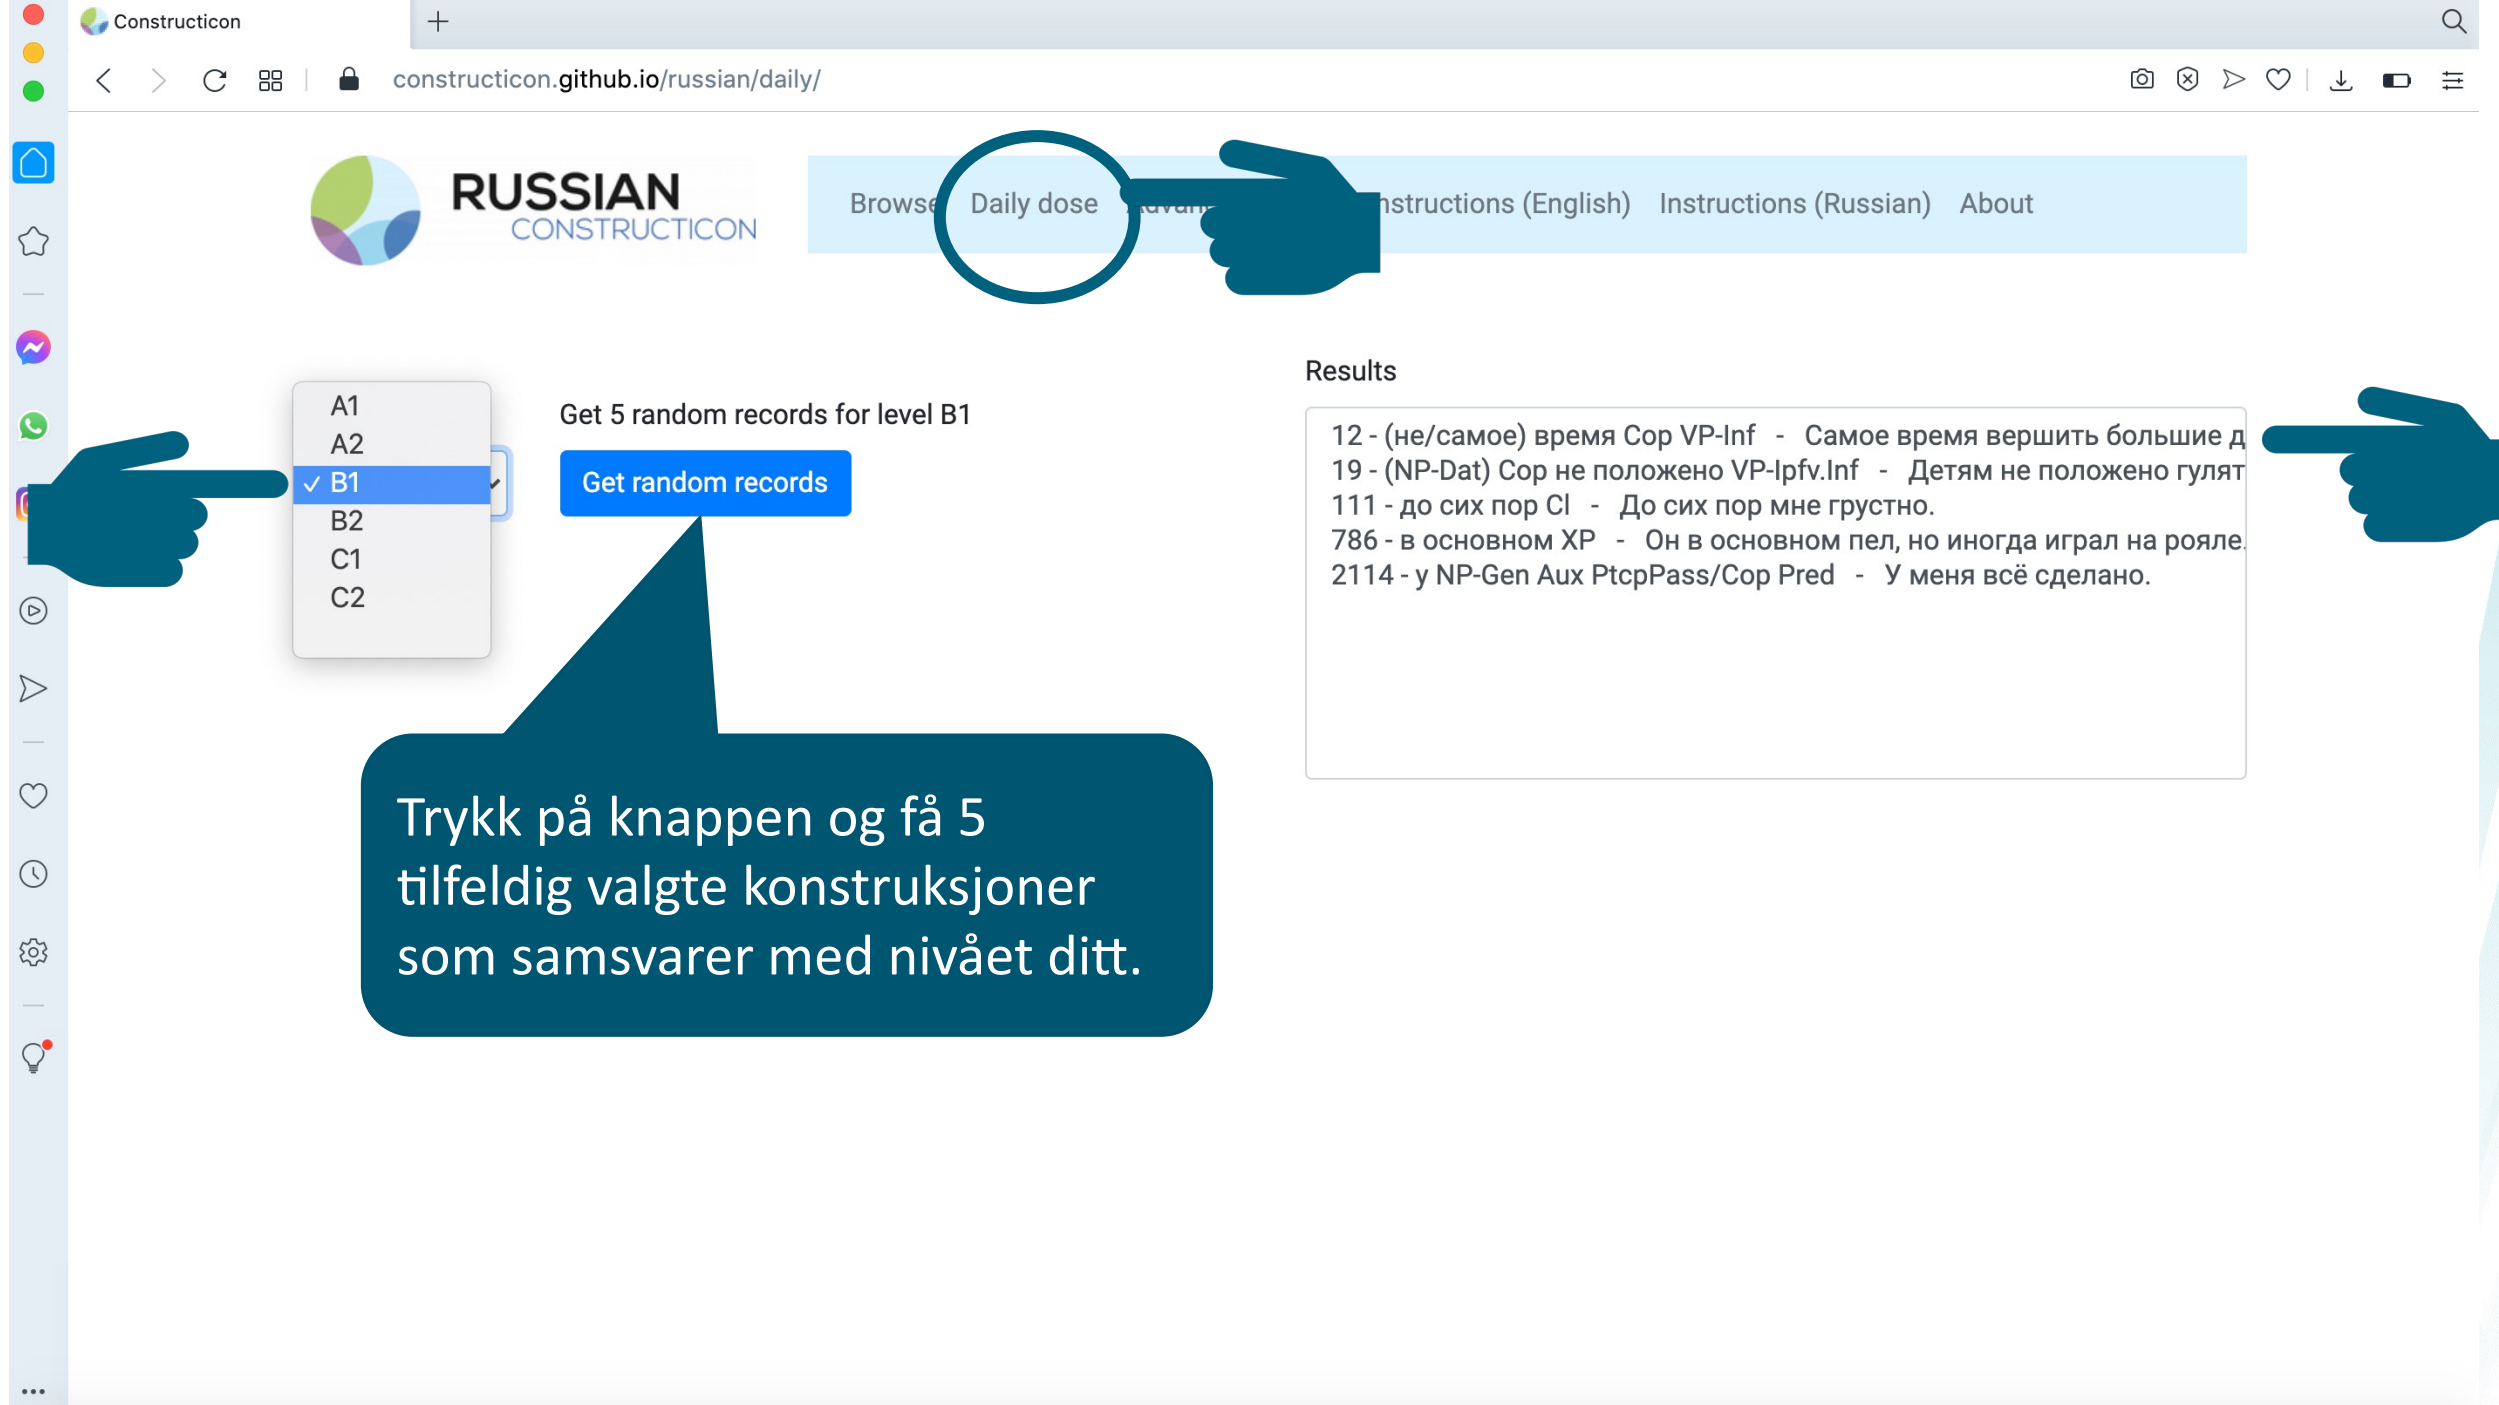 Constructicon
constructicon.github.io/russian/daily/
RUSSIAN
CONSTRUCTICON
Browse Daily dose Instructions (English) Instructions (Russian) About
Results
A1
A2
B1
B2
C1
C2
Get 5 random records for level B1
Get random records
12 - (не/самое) время Cop VP-Inf - Самое время вершить большие д
19 - (NP-Dat) Cop не положено VP-Ipfv.Inf - Детям не положено гулят
111 - до сих пор Cl - До сих пор мне грустно.
786 - в основном XP - Он в основном пел, но иногда играл на рояле.
2114 - у NP-Gen Aux PtcpPass/Cop Pred - У меня всё сделано.
Trykk på knappen og få 5
tilfeldig valgte konstruksjoner
som samsvarer med nivået ditt.